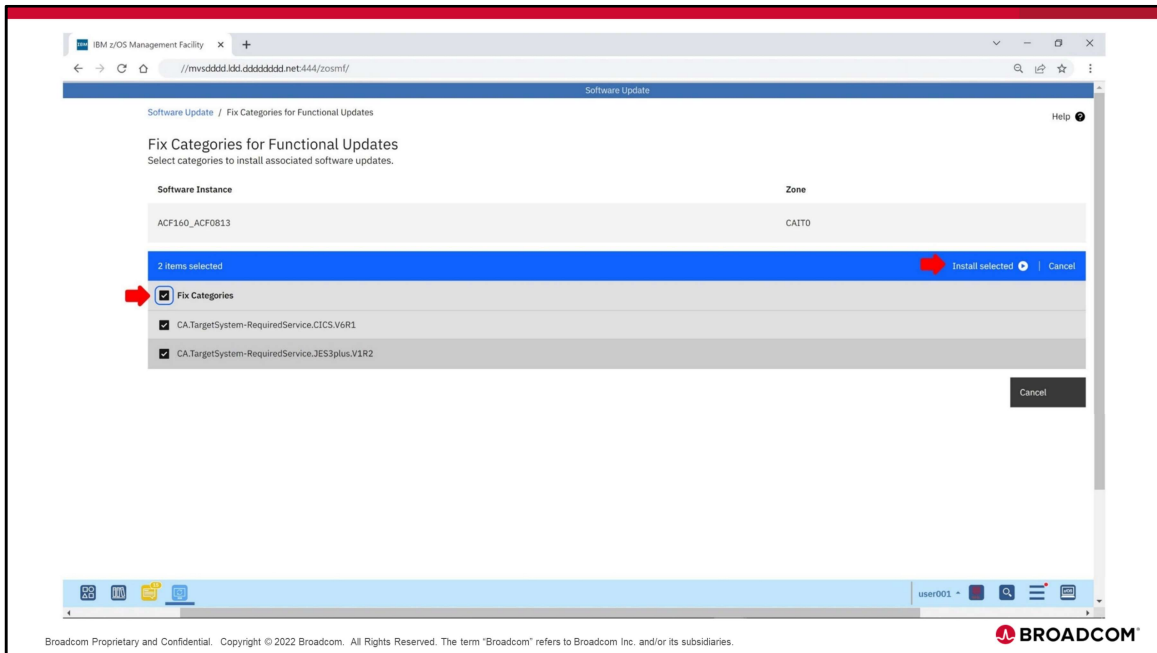 IBM z/OS Management Facility
//mvsdddd.ldd.dddddddd.net:444/zosmf/
Software Update
Software Update / Fix Categories for Functional Updates
Help
Fix Categories for Functional Updates
Select categories to install associated software updates.
Software Instance Zone
ACF160_ACF0813 CAIT0
2 items selected Install selected | Cancel
Fix Categories
CA.TargetSystem-RequiredService.CICS.V6R1
CA.TargetSystem-RequiredService.JES3plus.V1R2
Cancel
user001
Broadcom Proprietary and Confidential. Copyright © 2022 Broadcom. All Rights Reserved. The term “Broadcom” refers to Broadcom Inc. and/or its subsidiaries.
BROADCOM®